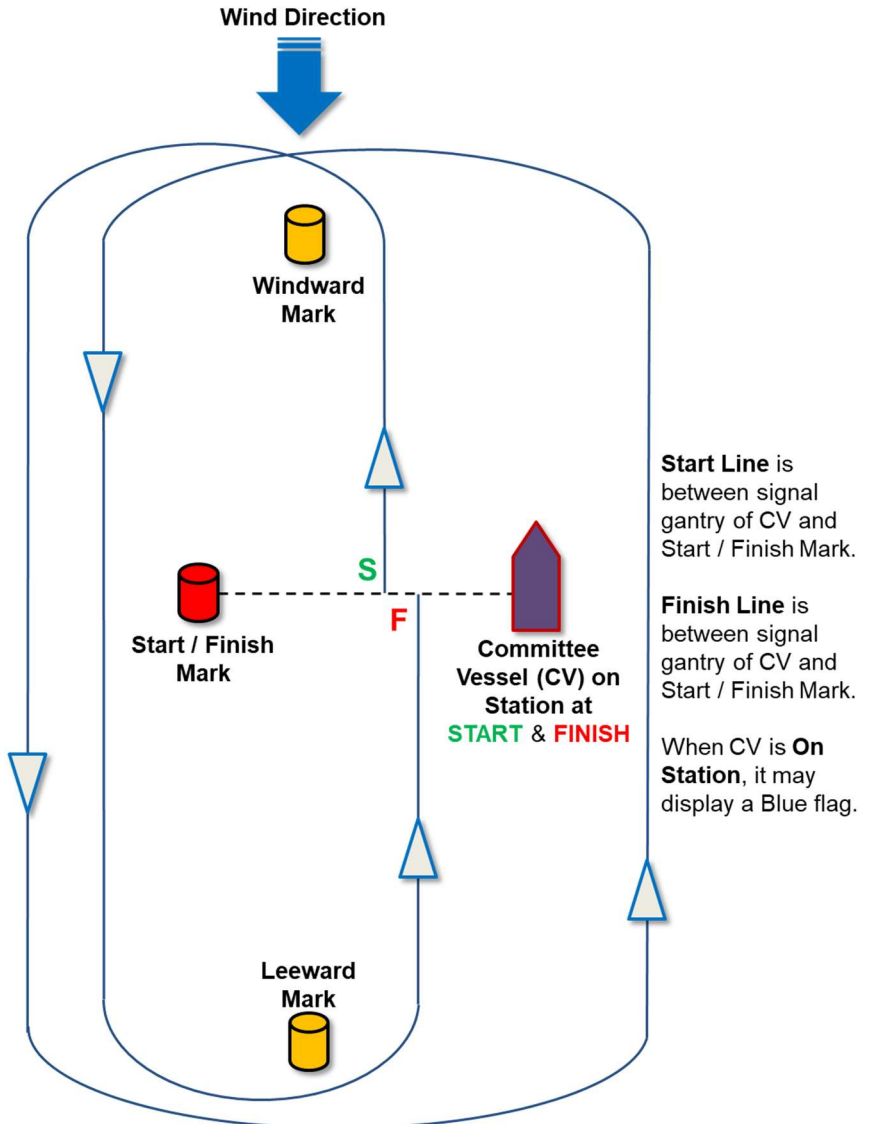 Wind Direction
Windward
Mark
Start Line is
between signal
gantry of CV and
Start / Finish Mark.
S
F
Start / Finish
Mark
Committee
Vessel (CV) on
Station at
START & FINISH
Finish Line is
between signal
gantry of CV and
Start / Finish Mark.
When CV is On
Station, it may
display a Blue flag.
Leeward
Mark